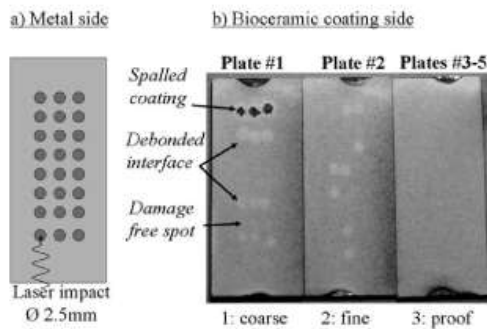 a) Metal side
b) Bioceramic coating side
Plate #1
Plate #2
Plates #3-5
Spalled
coating
Debonded
interface
Damage
free spot
Laser impact
Ø 2.5mm
1: coarse
2: fine
3: proof